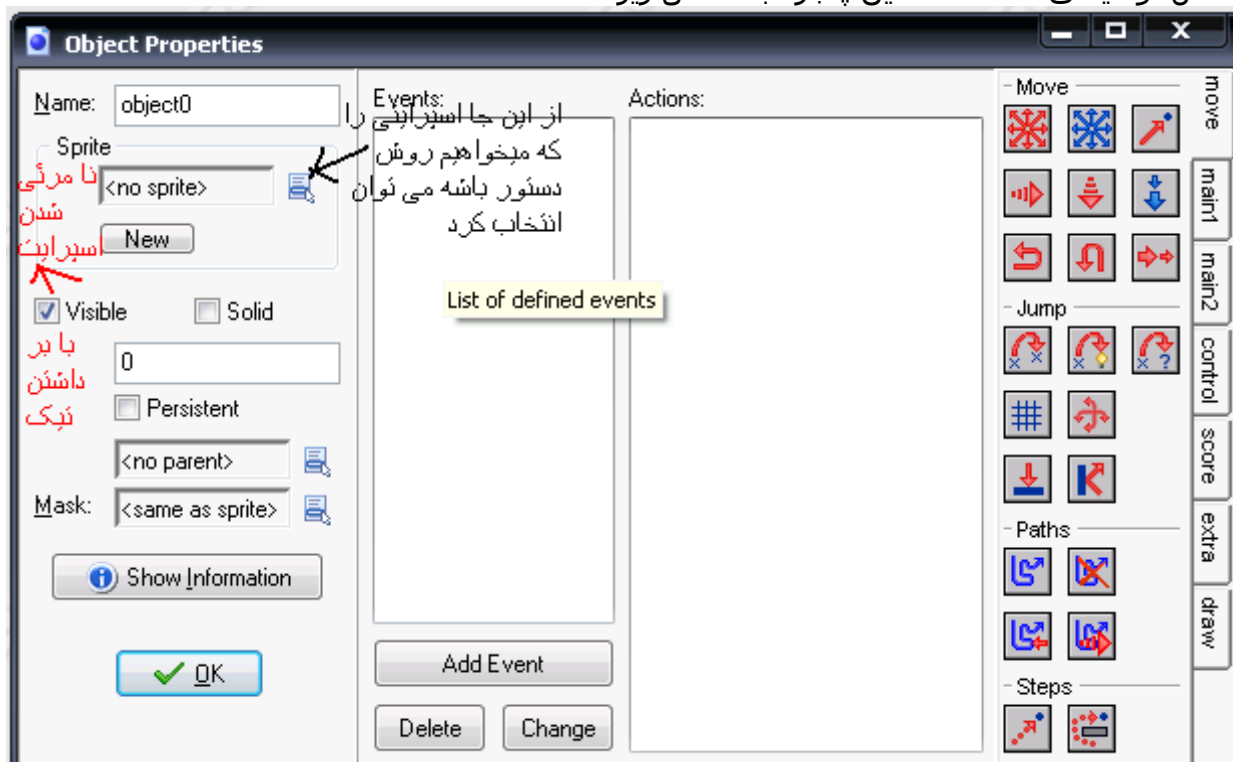 Object Properties
Name:
object0
Sprite
<no sprite>
New
نا مرئی
شدن
اسپرایت
Visible
Solid
با بر
داشتن
تیک
0
Persistent
<no parent>
Mask:
<same as sprite>
Show Information
OK
Events:
از این جا اسپرایتی را
که میخواهیم روش
دستور باشه می توان
انتخاب کرد
List of defined events
Add Event
Delete
Change
Actions:
Move
Jump
Paths
Steps
move
main1
main2
control
score
extra
draw